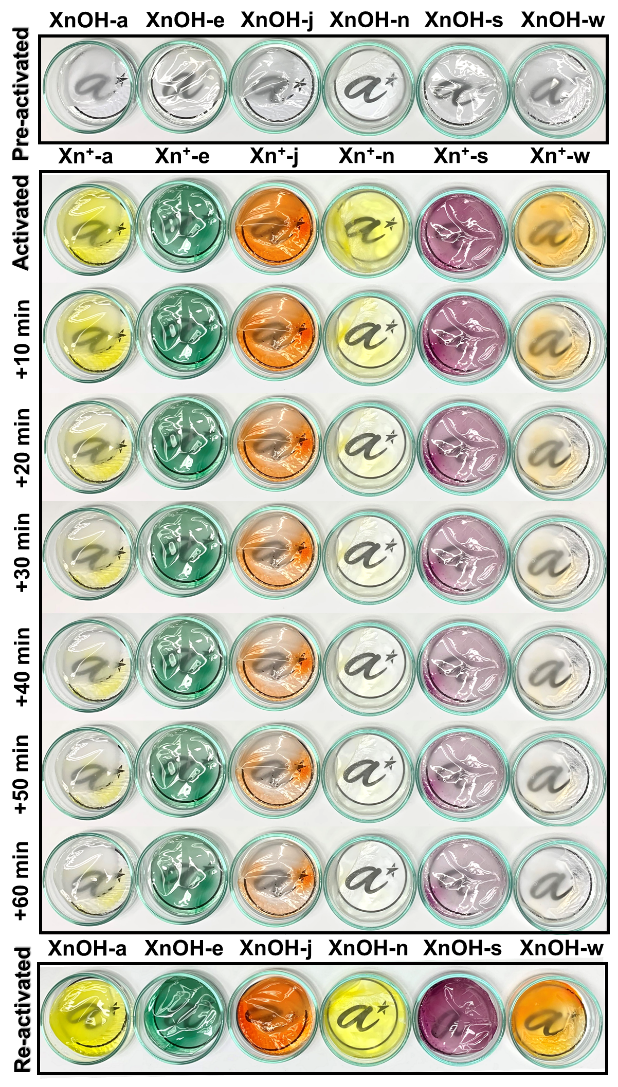 XnOH-a XnOH-e XnOH-j XnOH-n XnOH-s XnOH-w
Pre-activated
a* a* a* a* a* a
Xn⁺-a Xn⁺-e Xn⁺-j Xn⁺-n Xn⁺-s Xn⁺-w
Activated
a* a a a* a a
+10 min
a* a a a* a a
+20 min
a* a a a* a a
+30 min
a* a a a* a a
+40 min
a* a a a* a a
+50 min
a* a a a* a a
+60 min
a* a a a* a a
XnOH-a XnOH-e XnOH-j XnOH-n XnOH-s XnOH-w
Re-activated
a* a a a* a a